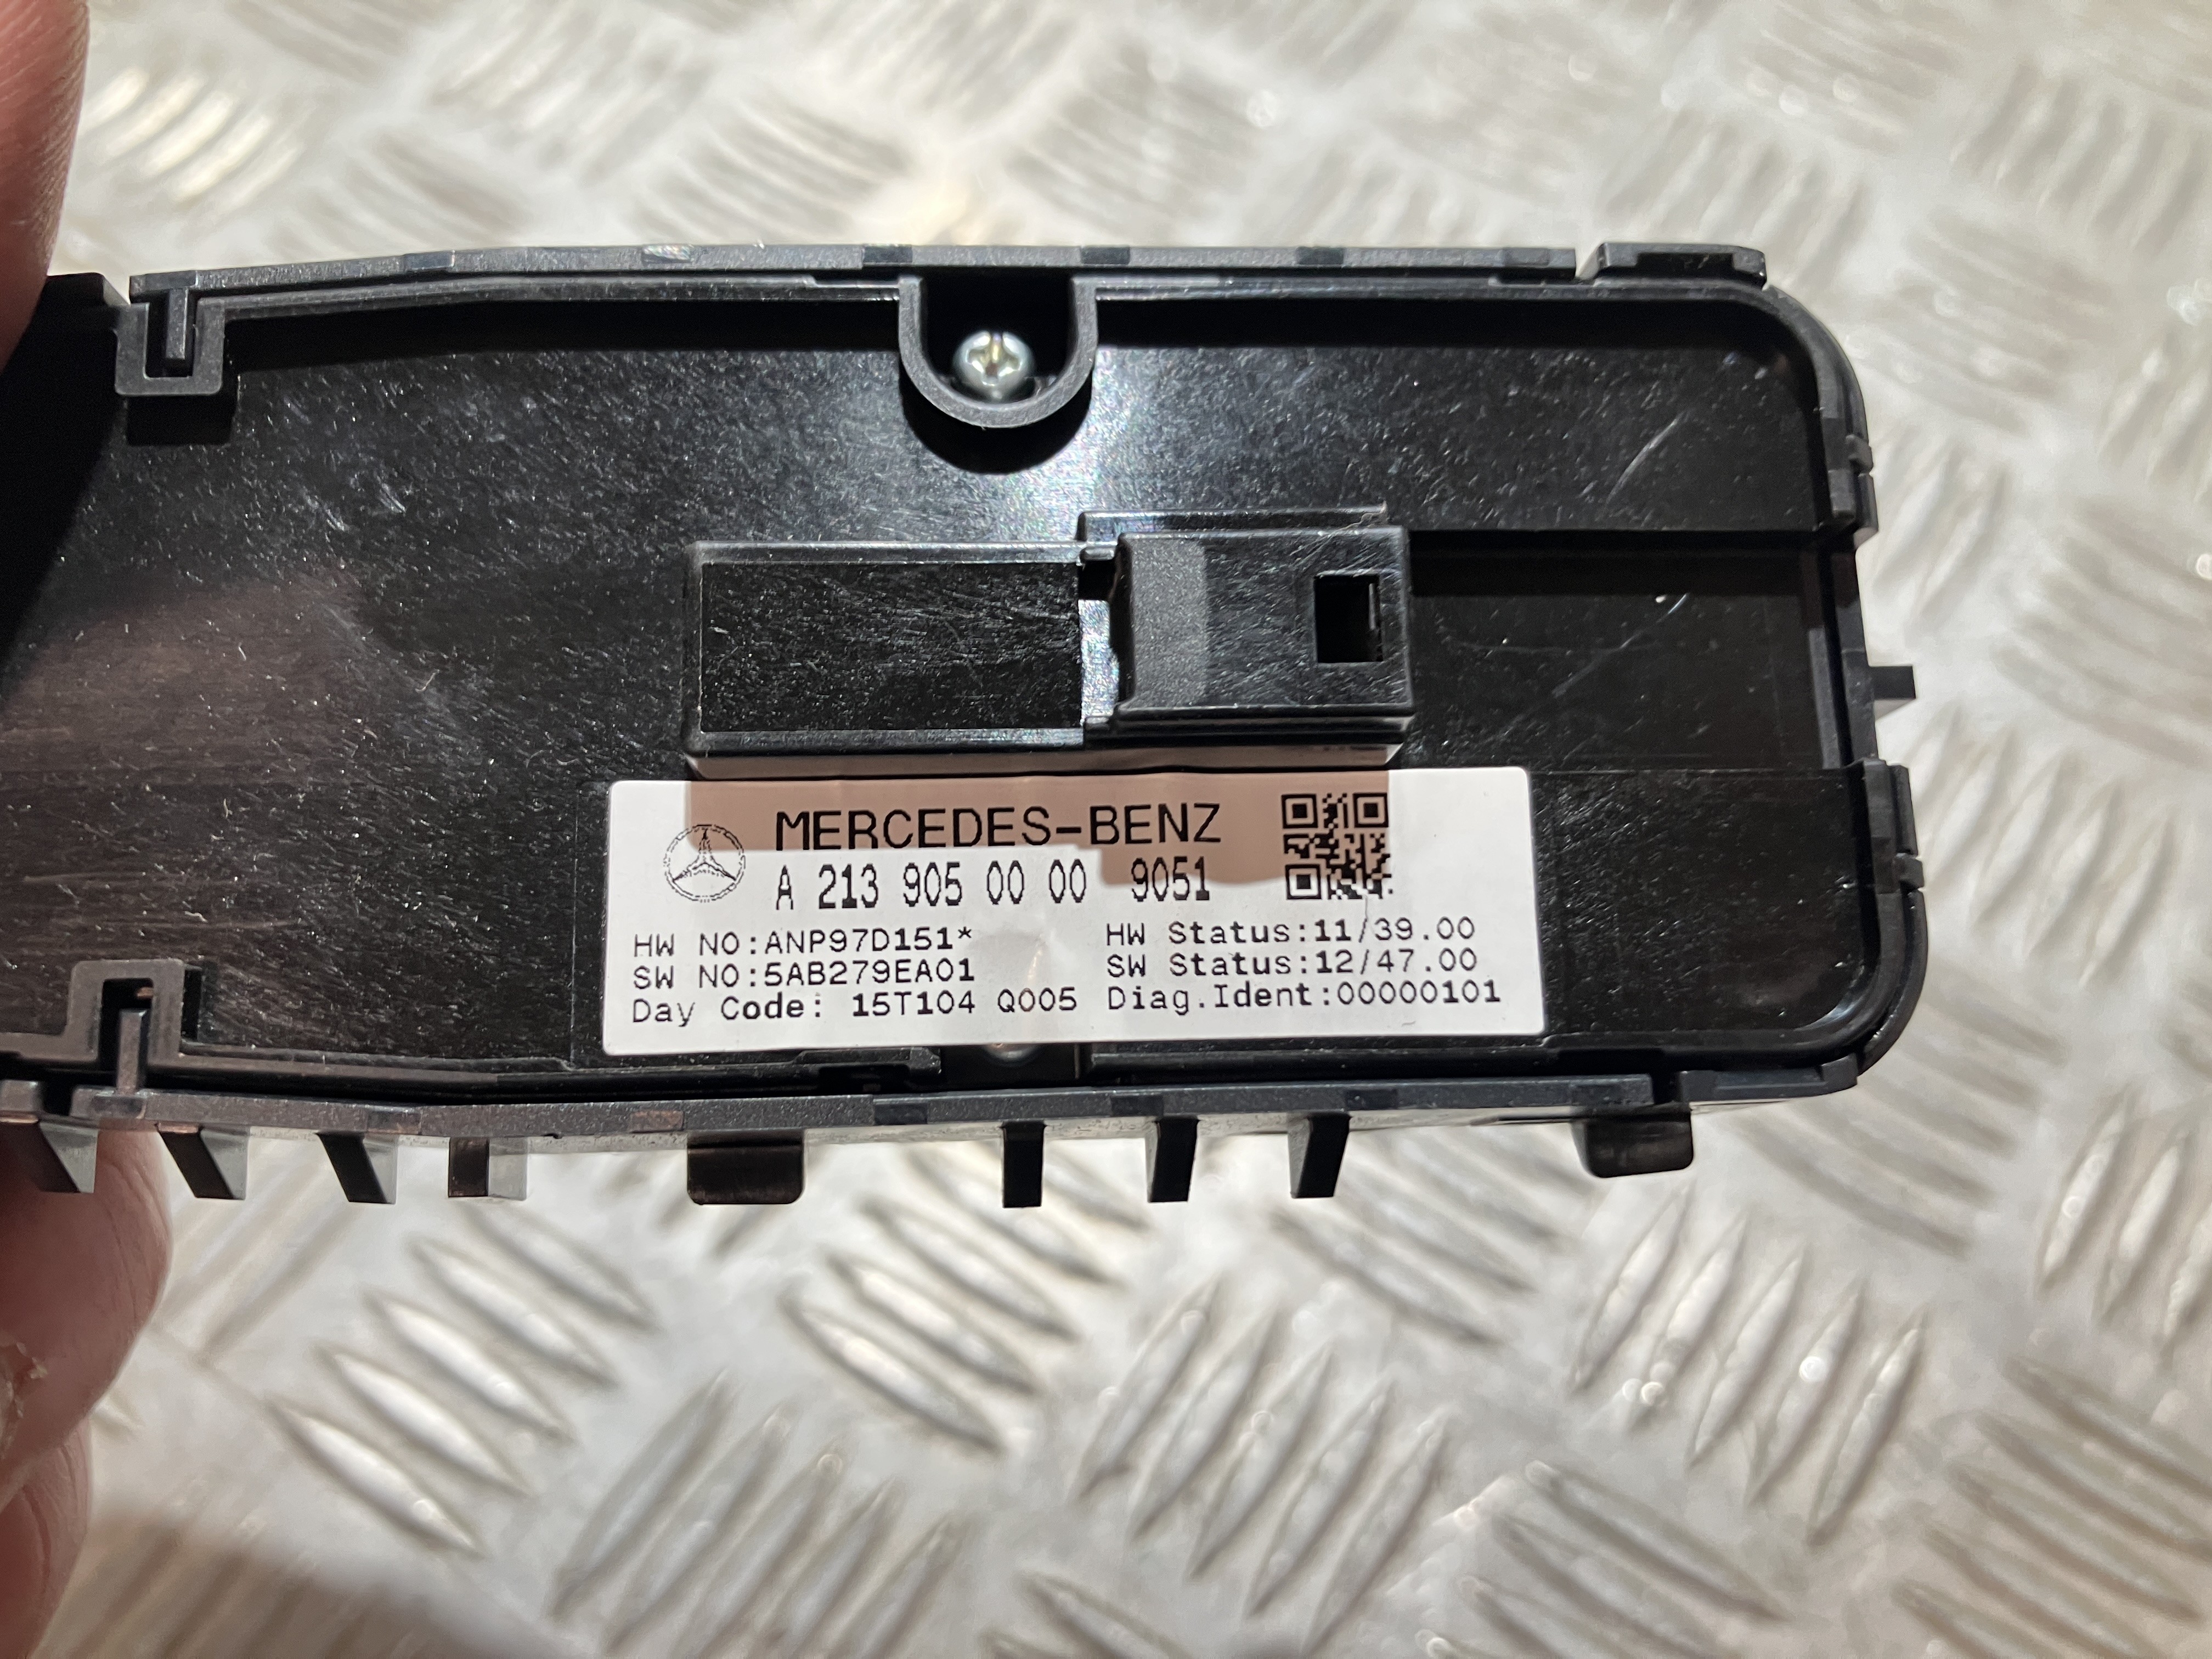 MERCEDES-BENZ
A 213 905 00 00 9051
HW NO:ANP97D151* HW Status:11/39.00
SW NO:5AB279EA01 SW Status:12/47.00
Day Code: 15T104 Q005 Diag.Ident:00000101